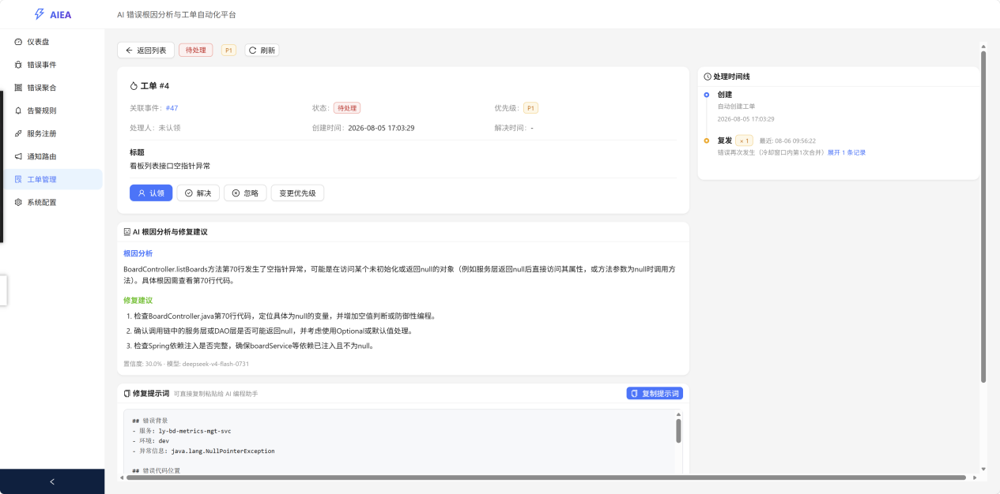 AIEA
AI 错误根因分析与工单自动化平台
仪表盘
错误事件
错误聚合
告警规则
服务注册
通知路由
工单管理
系统配置
返回列表 待处理 P1 刷新
工单 #4
关联事件: #47 状态: 待处理 优先级: P1
处理人: 未认领 创建时间: 2026-08-05 17:03:29 解决时间: -
标题
看板列表接口空指针异常
认领 解决 忽略 变更优先级
AI 根因分析与修复建议
根因分析
BoardController.listBoards方法第70行发生了空指针异常，可能是在访问某个未初始化或返回null的对象（例如服务层返回null后直接访问其属性，或方法参数为null时调用方
法）。具体根因需查看第70行代码。
修复建议
1. 检查BoardController.java第70行代码，定位具体为null的变量，并增加空值判断或防御性编程。
2. 确认调用链中的服务层或DAO层是否可能返回null，并考虑使用Optional或默认值处理。
3. 检查Spring依赖注入是否完整，确保boardService等依赖已注入且不为null。
置信度: 30.0% · 模型: deepseek-v4-flash-0731
修复提示词 可直接复制粘贴给 AI 编程助手 复制提示词
## 错误背景
- 服务: ly-bd-metrics-mgt-svc
- 环境: dev
- 异常信息: java.lang.NullPointerException
## 错误代码位置
处理时间线
创建
自动创建工单
2026-08-05 17:03:29
复发 × 1 最近: 08-06 09:56:22
错误再次发生（冷却窗口内第1次合并） 展开 1 条记录